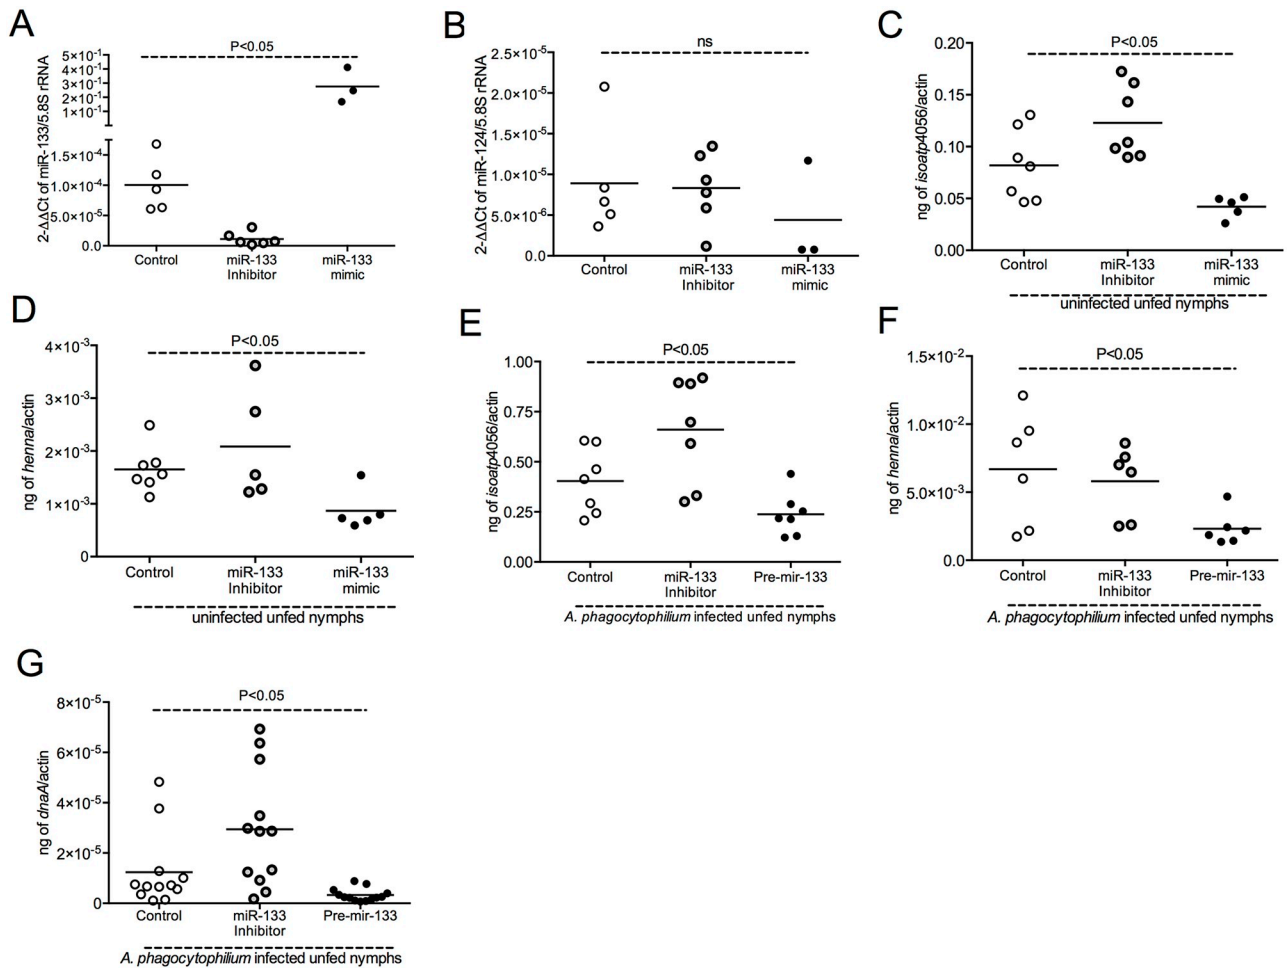 A
P<0.05
2-ΔΔCt of miR-133/5.8S rRNA
5×10-1
4×10-1
3×10-1
2×10-1
1×10-1
1.5×10-4
1.0×10-4
5.0×10-5
0.0
Control
miR-133
Inhibitor
miR-133
mimic
B
ns
2-ΔΔCt of miR-124/5.8S rRNA
2.5×10-5
2.0×10-5
1.5×10-5
1.0×10-5
5.0×10-6
0.0
Control
miR-133
Inhibitor
miR-133
mimic
C
P<0.05
ng of isoatp4056/actin
0.20
0.15
0.10
0.05
0.00
Control
miR-133
Inhibitor
miR-133
mimic
uninfected unfed nymphs
D
P<0.05
ng of henna/actin
4×10-3
3×10-3
2×10-3
1×10-3
0
Control
miR-133
Inhibitor
miR-133
mimic
uninfected unfed nymphs
E
P<0.05
ng of isoatp4056/actin
1.00
0.75
0.50
0.25
0.00
Control
miR-133
Inhibitor
Pre-mir-133
A. phagocytophilium infected unfed nymphs
F
P<0.05
ng of henna/actin
1.5×10-2
1.0×10-2
5.0×10-3
0.0
Control
miR-133
Inhibitor
Pre-mir-133
A. phagocytophilium infected unfed nymphs
G
P<0.05
ng of dnaA/actin
8×10-5
6×10-5
4×10-5
2×10-5
0
Control
miR-133
Inhibitor
Pre-mir-133
A. phagocytophilium infected unfed nymphs